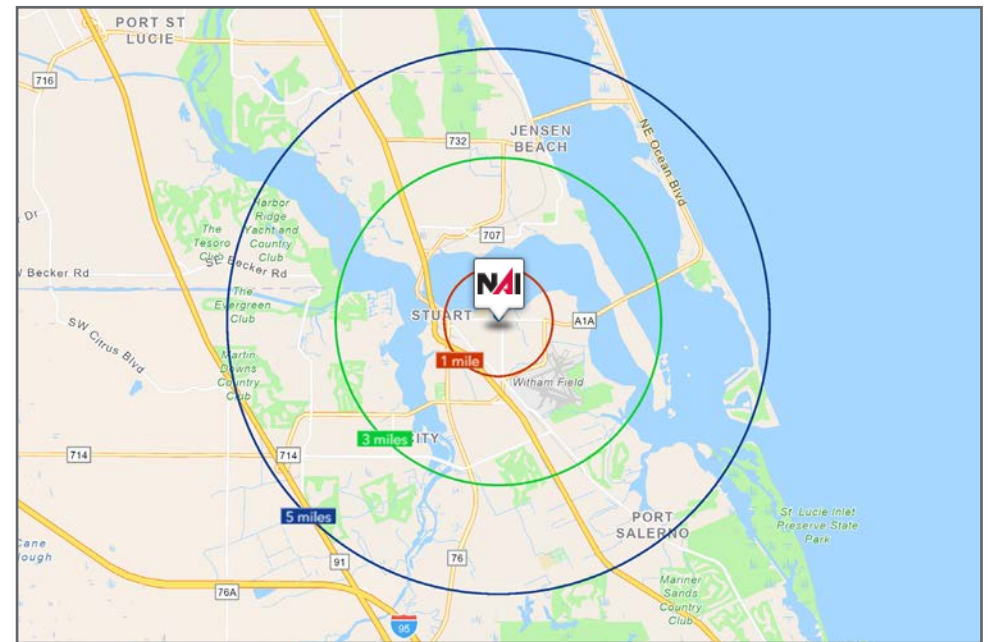 PORT ST
LUCIE
716
732
JENSEN
BEACH
NE Ocean Blvd
Dr
Harbor
Ridge
Yacht and
Country
Club
The
Tesoro
Club
707
SE Becker Rd
Becker Rd
NAI
The
Evergreen
Club
STUART
A1A
SW Citrus Blvd
1 mile
Martin
Downs
Country
Club
Witham Field
3 miles
CITY
714
714
5 miles
PORT
SALERNO
St Lucie Inlet
Preserve State
Park
91
76
76A
Mariner
Sands
Country
Club
95